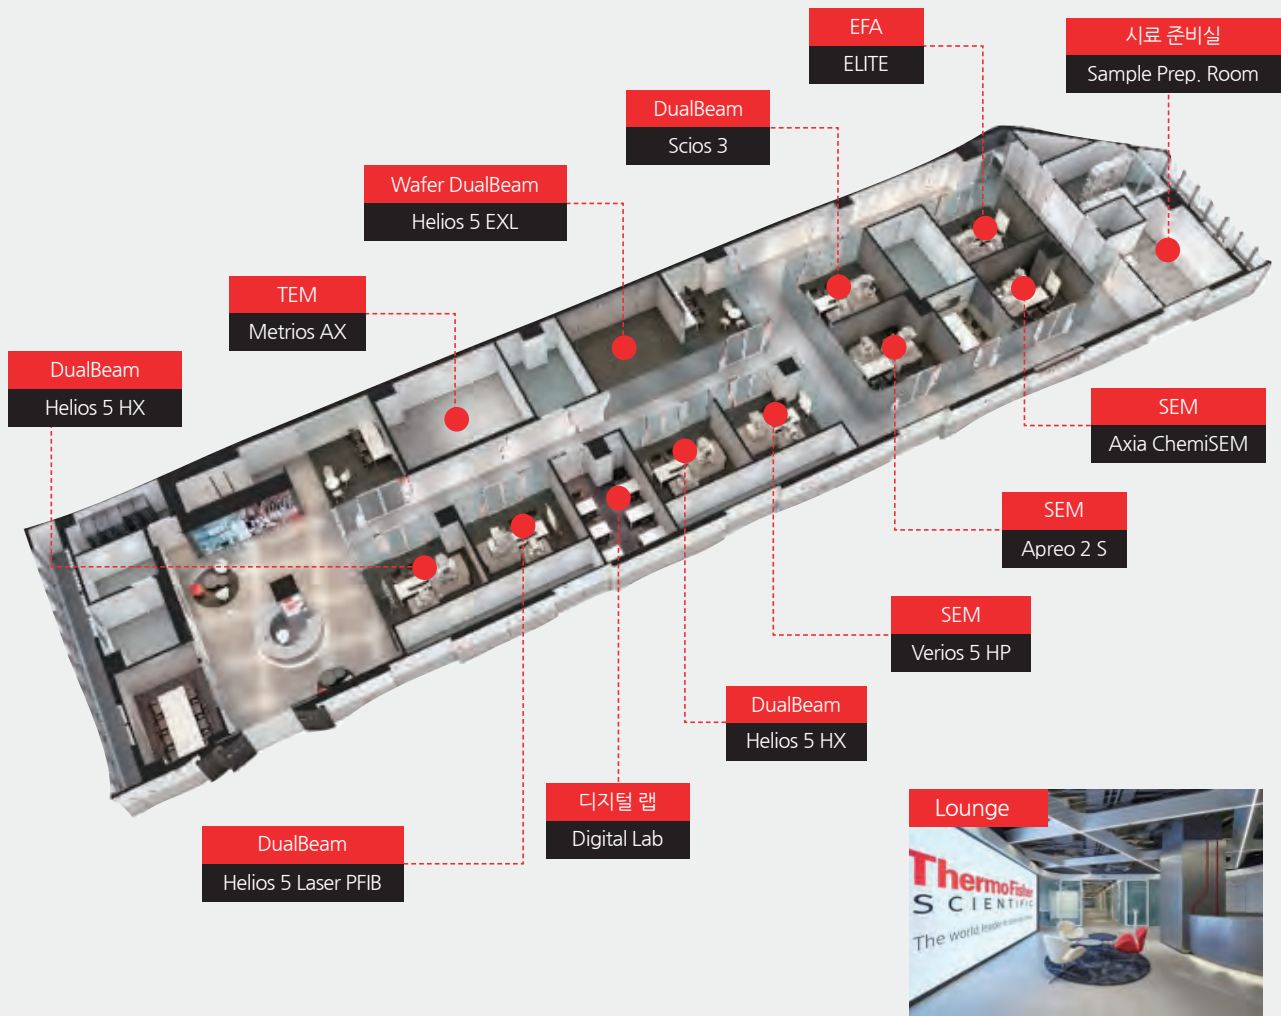 EFA
ELITE
시료 준비실
Sample Prep. Room
DualBeam
Scios 3
Wafer DualBeam
Helios 5 EXL
TEM
Metrios AX
DualBeam
Helios 5 HX
SEM
Axia ChemiSEM
SEM
Apreo 2 S
SEM
Verios 5 HP
DualBeam
Helios 5 HX
디지털 랩
Digital Lab
DualBeam
Helios 5 Laser PFIB
Lounge
ThermoFisher
SCIENTIFIC
The world leader in